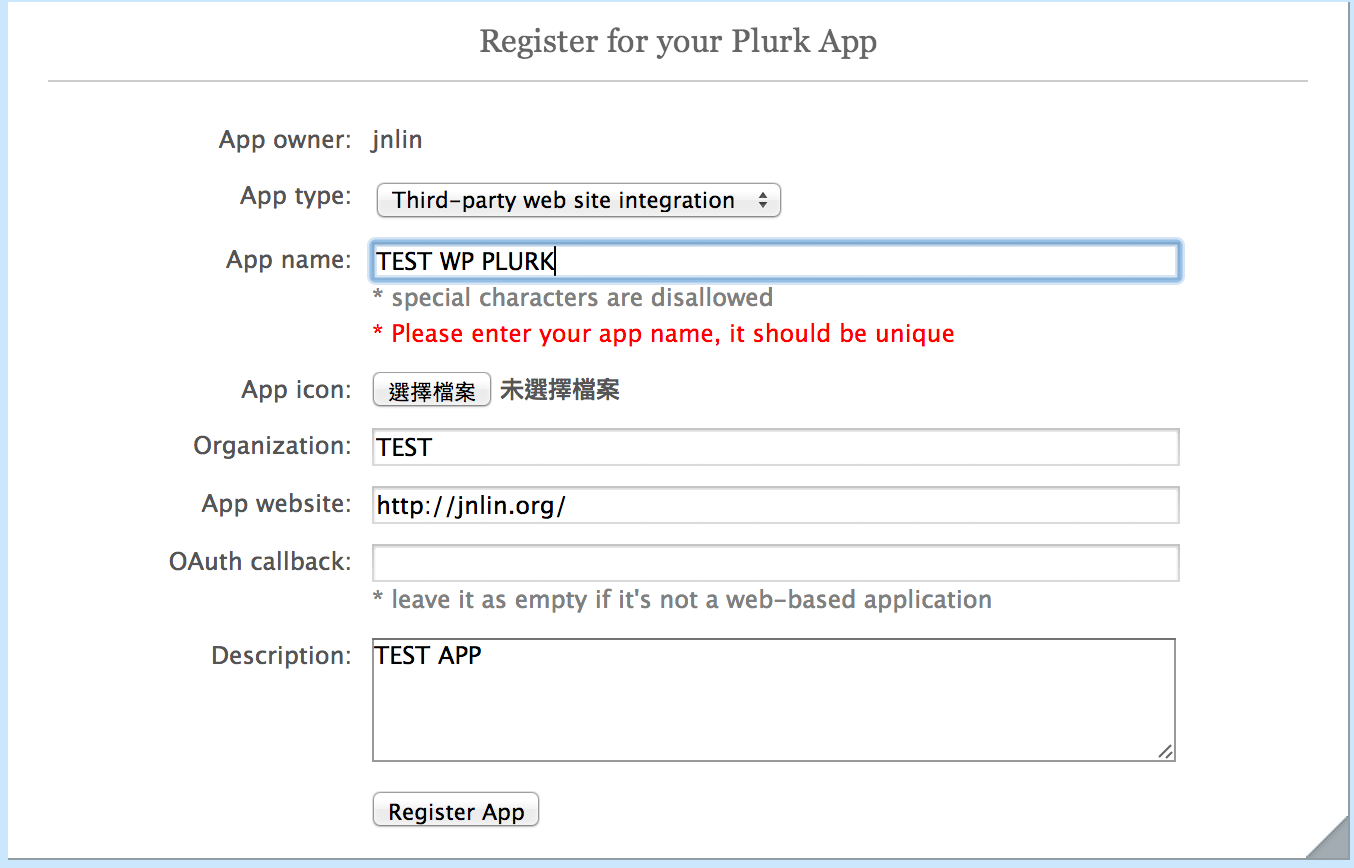 Register for your Plurk App
App owner: jnlin
App type: Third-party web site integration
App name: TEST WP PLURK
* special characters are disallowed
* Please enter your app name, it should be unique
App icon: 選擇檔案 未選擇檔案
Organization: TEST
App website: http://jnlin.org/
OAuth callback:
* leave it as empty if it's not a web-based application
Description: TEST APP
Register App